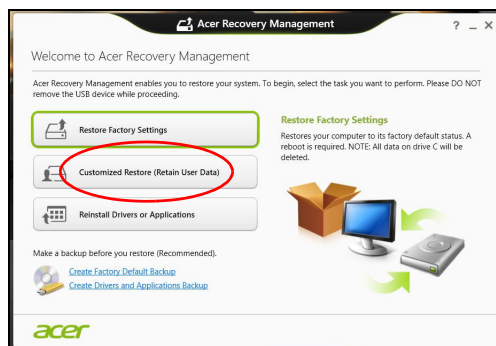 Acer Recovery Management
? _ X
Welcome to Acer Recovery Management
Acer Recovery Management enables you to restore your system. To begin, select the task you want to perform. Please DO NOT
remove the USB device while proceeding.
Restore Factory Settings
Customized Restore (Retain User Data)
Reinstall Drivers or Applications
Restore Factory Settings
Restores your computer to its factory default status. A
reboot is required. NOTE: All data on drive C will be
deleted.
Make a backup before you restore (Recommended).
Create Factory Default Backup
Create Drivers and Applications Backup
acer